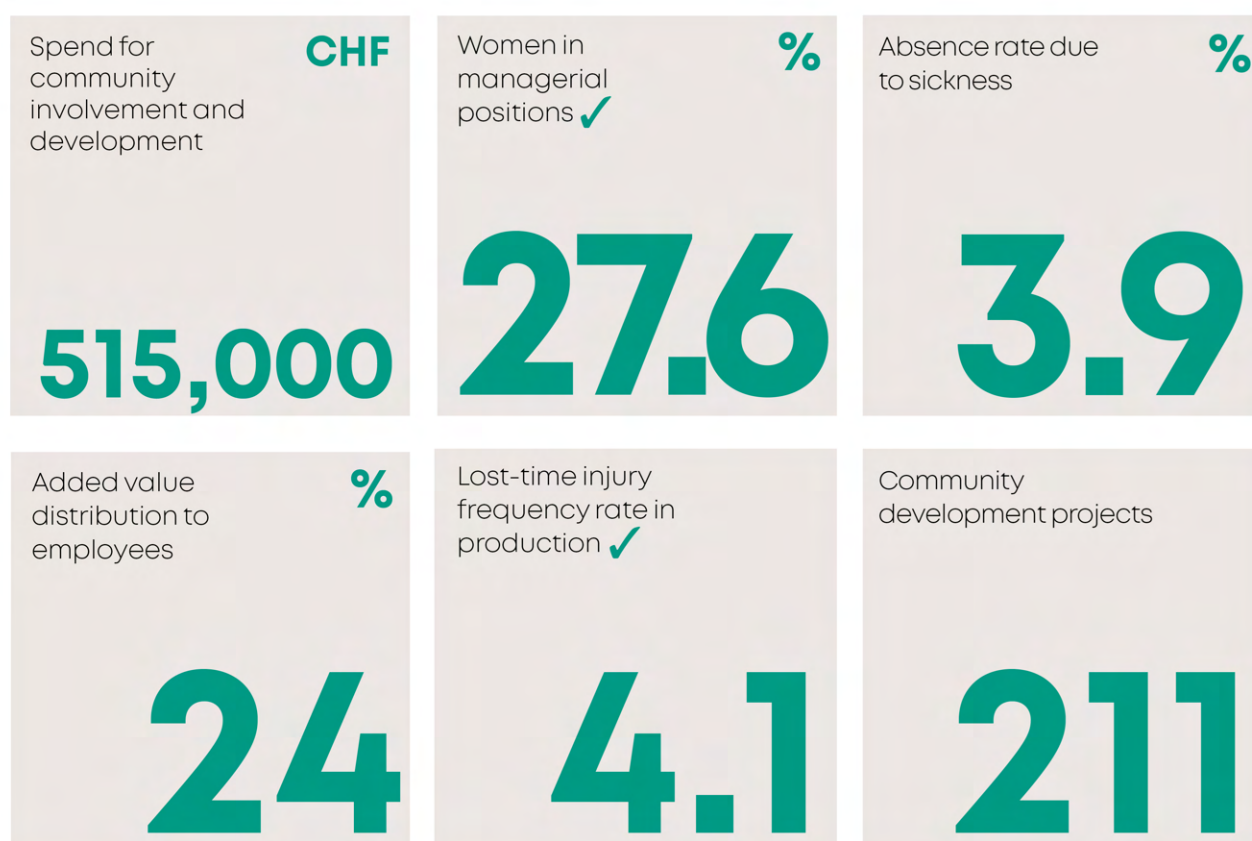 Spend for
community
involvement and
development
CHF
515,000
Women in
managerial
positions ✓
%
27.6
Absence rate due
to sickness
%
3.9
Added value
distribution to
employees
%
24
Lost-time injury
frequency rate in
production ✓
4.1
Community
development projects
211